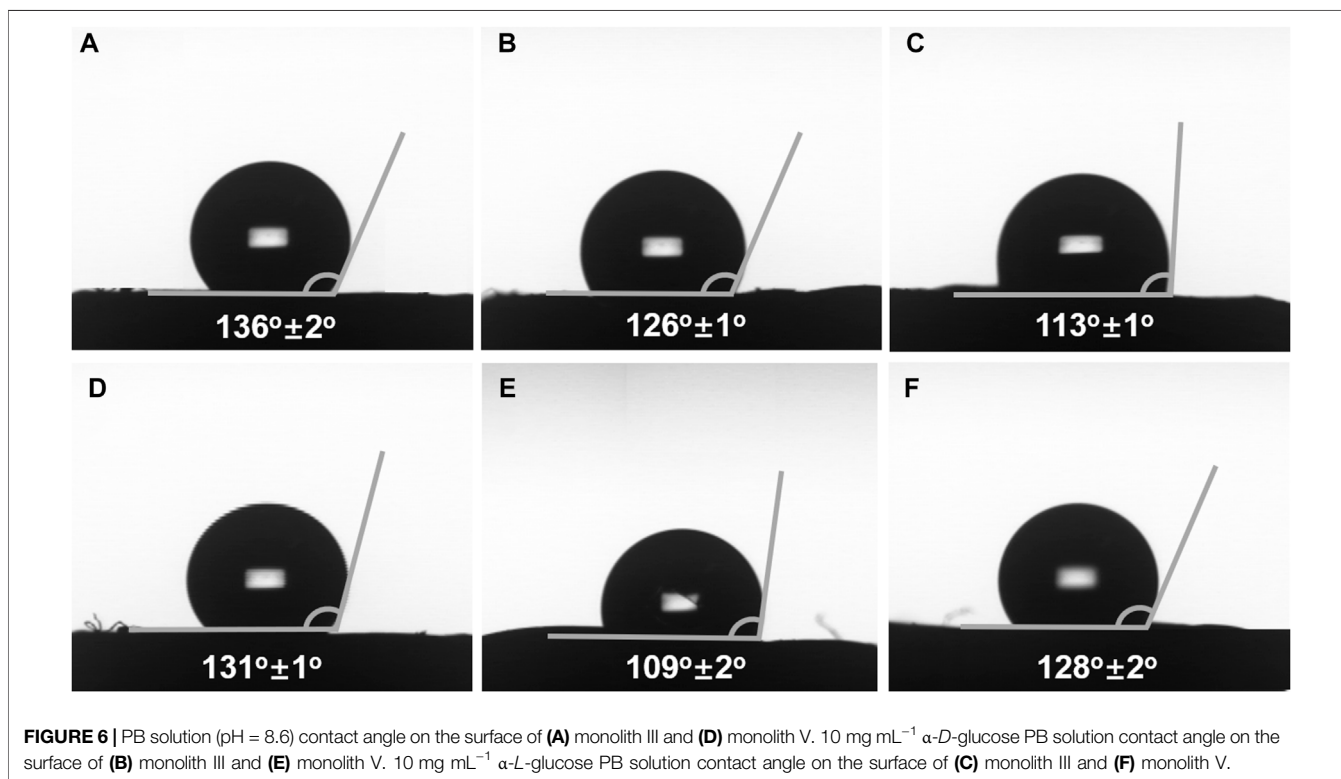 A
B
C
136º±2º
126º±1º
113º±1º
D
E
F
131º±1º
109º±2º
128º±2º
FIGURE 6 | PB solution (pH = 8.6) contact angle on the surface of (A) monolith III and (D) monolith V. 10 mg mL⁻¹ α-D-glucose PB solution contact angle on the
surface of (B) monolith III and (E) monolith V. 10 mg mL⁻¹ α-L-glucose PB solution contact angle on the surface of (C) monolith III and (F) monolith V.